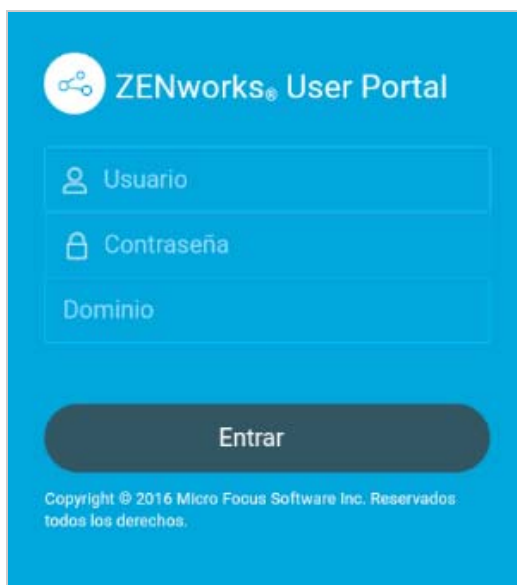 ZENworks® User Portal
Usuario
Contraseña
Dominio
Entrar
Copyright © 2016 Micro Focus Software Inc. Reservados
todos los derechos.